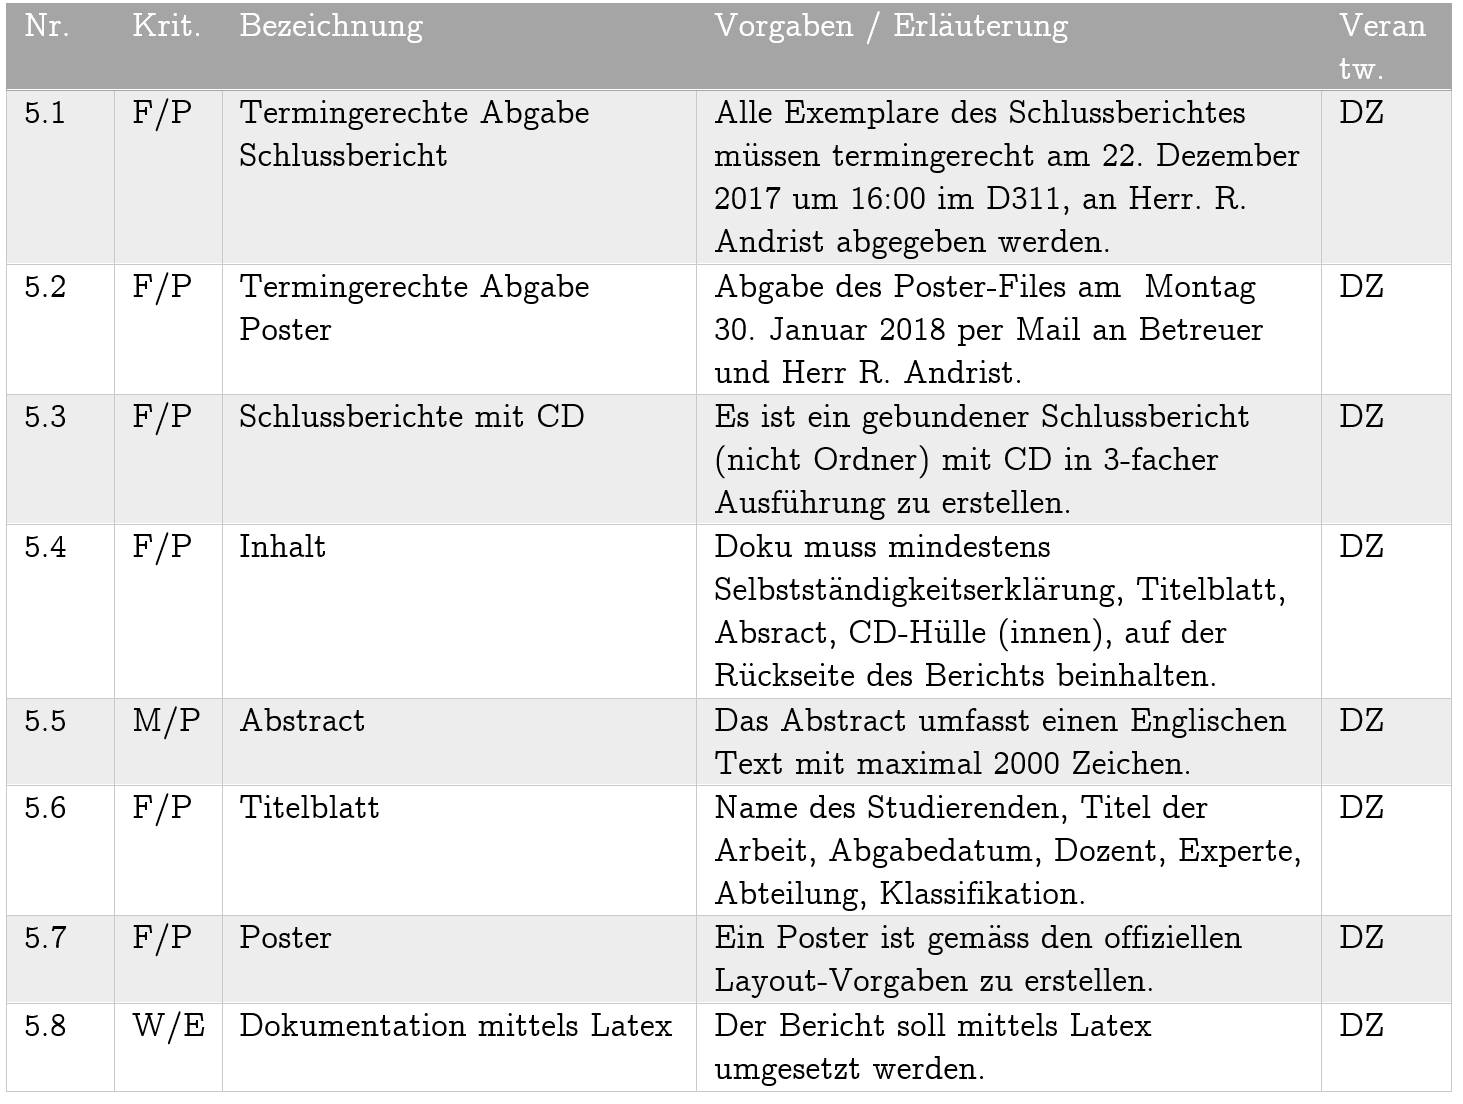 Nr. Krit. Bezeichnung Vorgaben / Erläuterung Veran
tw.
5.1 F/P Termingerechte Abgabe Alle Exemplare des Schlussberichtes DZ
Schlussbericht müssen termingerecht am 22. Dezember
2017 um 16:00 im D311, an Herr. R.
Andrist abgegeben werden.
5.2 F/P Termingerechte Abgabe Abgabe des Poster-Files am Montag DZ
Poster 30. Januar 2018 per Mail an Betreuer
und Herr R. Andrist.
5.3 F/P Schlussberichte mit CD Es ist ein gebundener Schlussbericht DZ
(nicht Ordner) mit CD in 3-facher
Ausführung zu erstellen.
5.4 F/P Inhalt Doku muss mindestens DZ
Selbstständigkeitserklärung, Titelblatt,
Absract, CD-Hülle (innen), auf der
Rückseite des Berichts beinhalten.
5.5 M/P Abstract Das Abstract umfasst einen Englischen DZ
Text mit maximal 2000 Zeichen.
5.6 F/P Titelblatt Name des Studierenden, Titel der DZ
Arbeit, Abgabedatum, Dozent, Experte,
Abteilung, Klassifikation.
5.7 F/P Poster Ein Poster ist gemäss den offiziellen DZ
Layout-Vorgaben zu erstellen.
5.8 W/E Dokumentation mittels Latex Der Bericht soll mittels Latex DZ
umgesetzt werden.